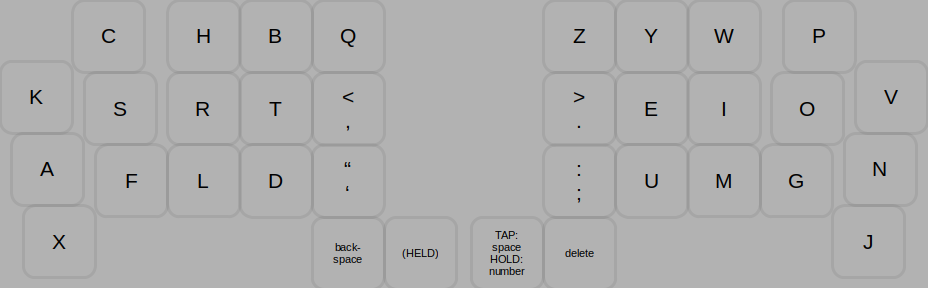 C H B Q Z Y W P
K S R T < > E I O V
, .
A F L D “ : U M G N
‘ ;
X back- (HELD) TAP: delete J
space space
HOLD:
number